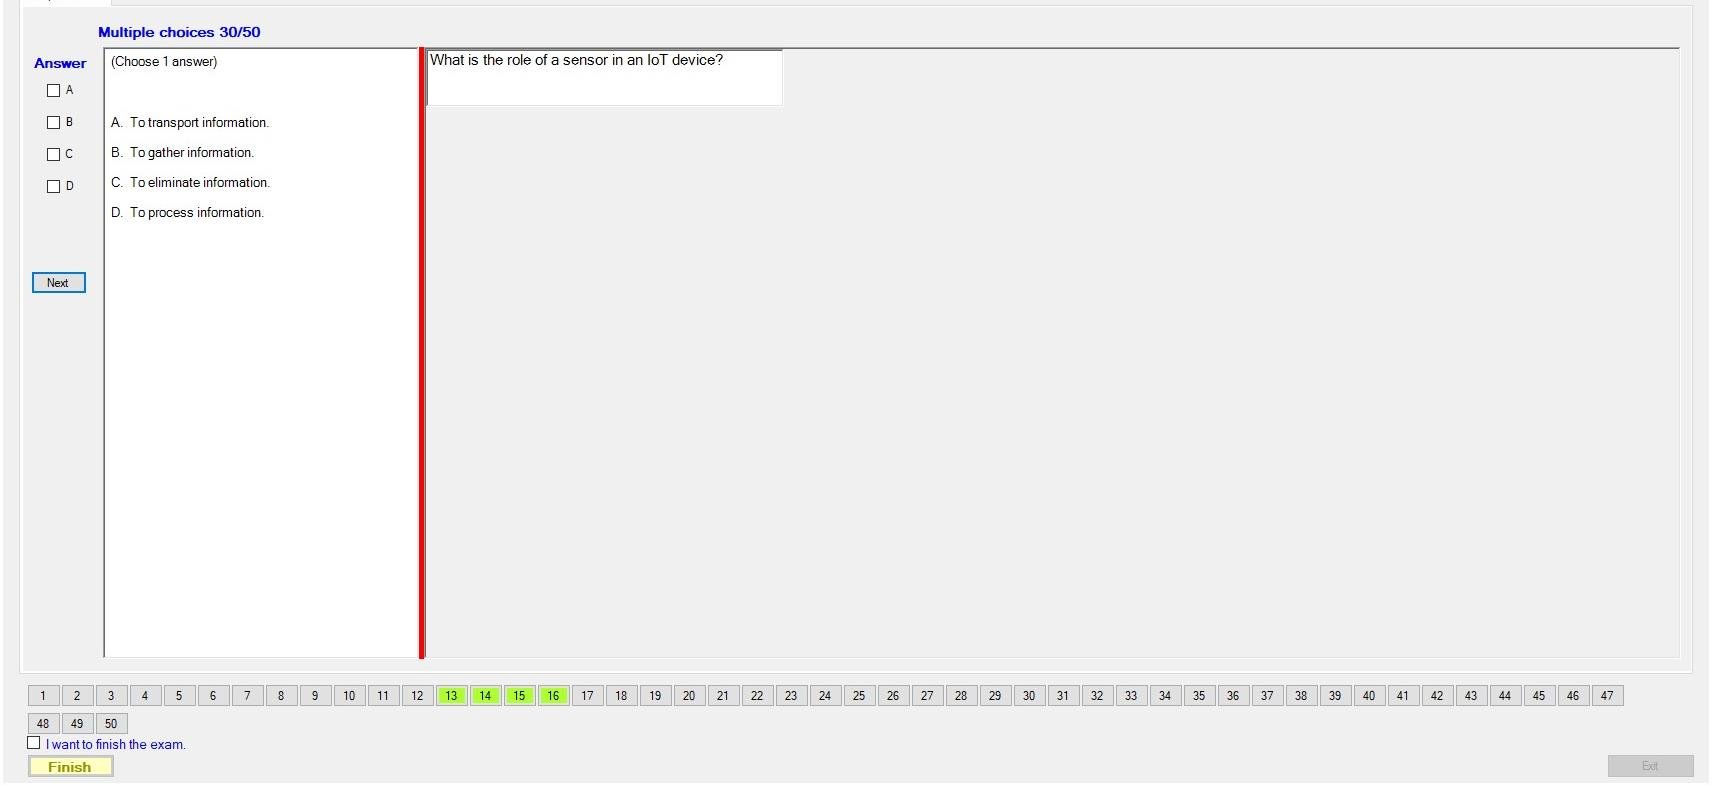 Multiple choices 30/50
Answer
A
B
C
D
Next
(Choose 1 answer)
A. To transport information.
B. To gather information.
C. To eliminate information.
D. To process information.
What is the role of a sensor in an IoT device?
1 2 3 4 5 6 7 8 9 10 11 12 13 14 15 16 17 18 19 20 21 22 23 24 25 26 27 28 29 30 31 32 33 34 35 36 37 38 39 40 41 42 43 44 45 46 47
48 49 50
I want to finish the exam.
Finish
Exit